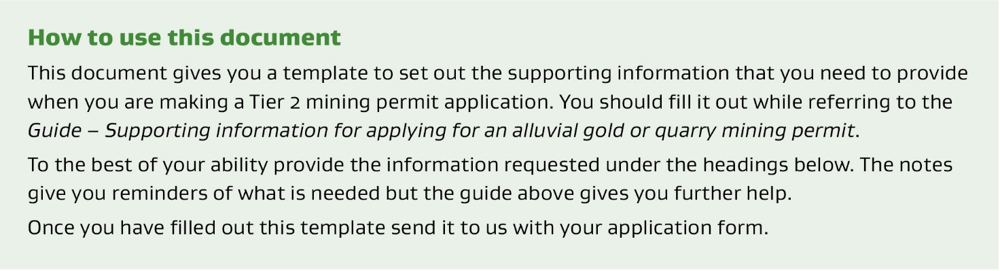 How to use this document
This document gives you a template to set out the supporting information that you need to provide
when you are making a Tier 2 mining permit application. You should fill it out while referring to the
Guide – Supporting information for applying for an alluvial gold or quarry mining permit.
To the best of your ability provide the information requested under the headings below. The notes
give you reminders of what is needed but the guide above gives you further help.
Once you have filled out this template send it to us with your application form.